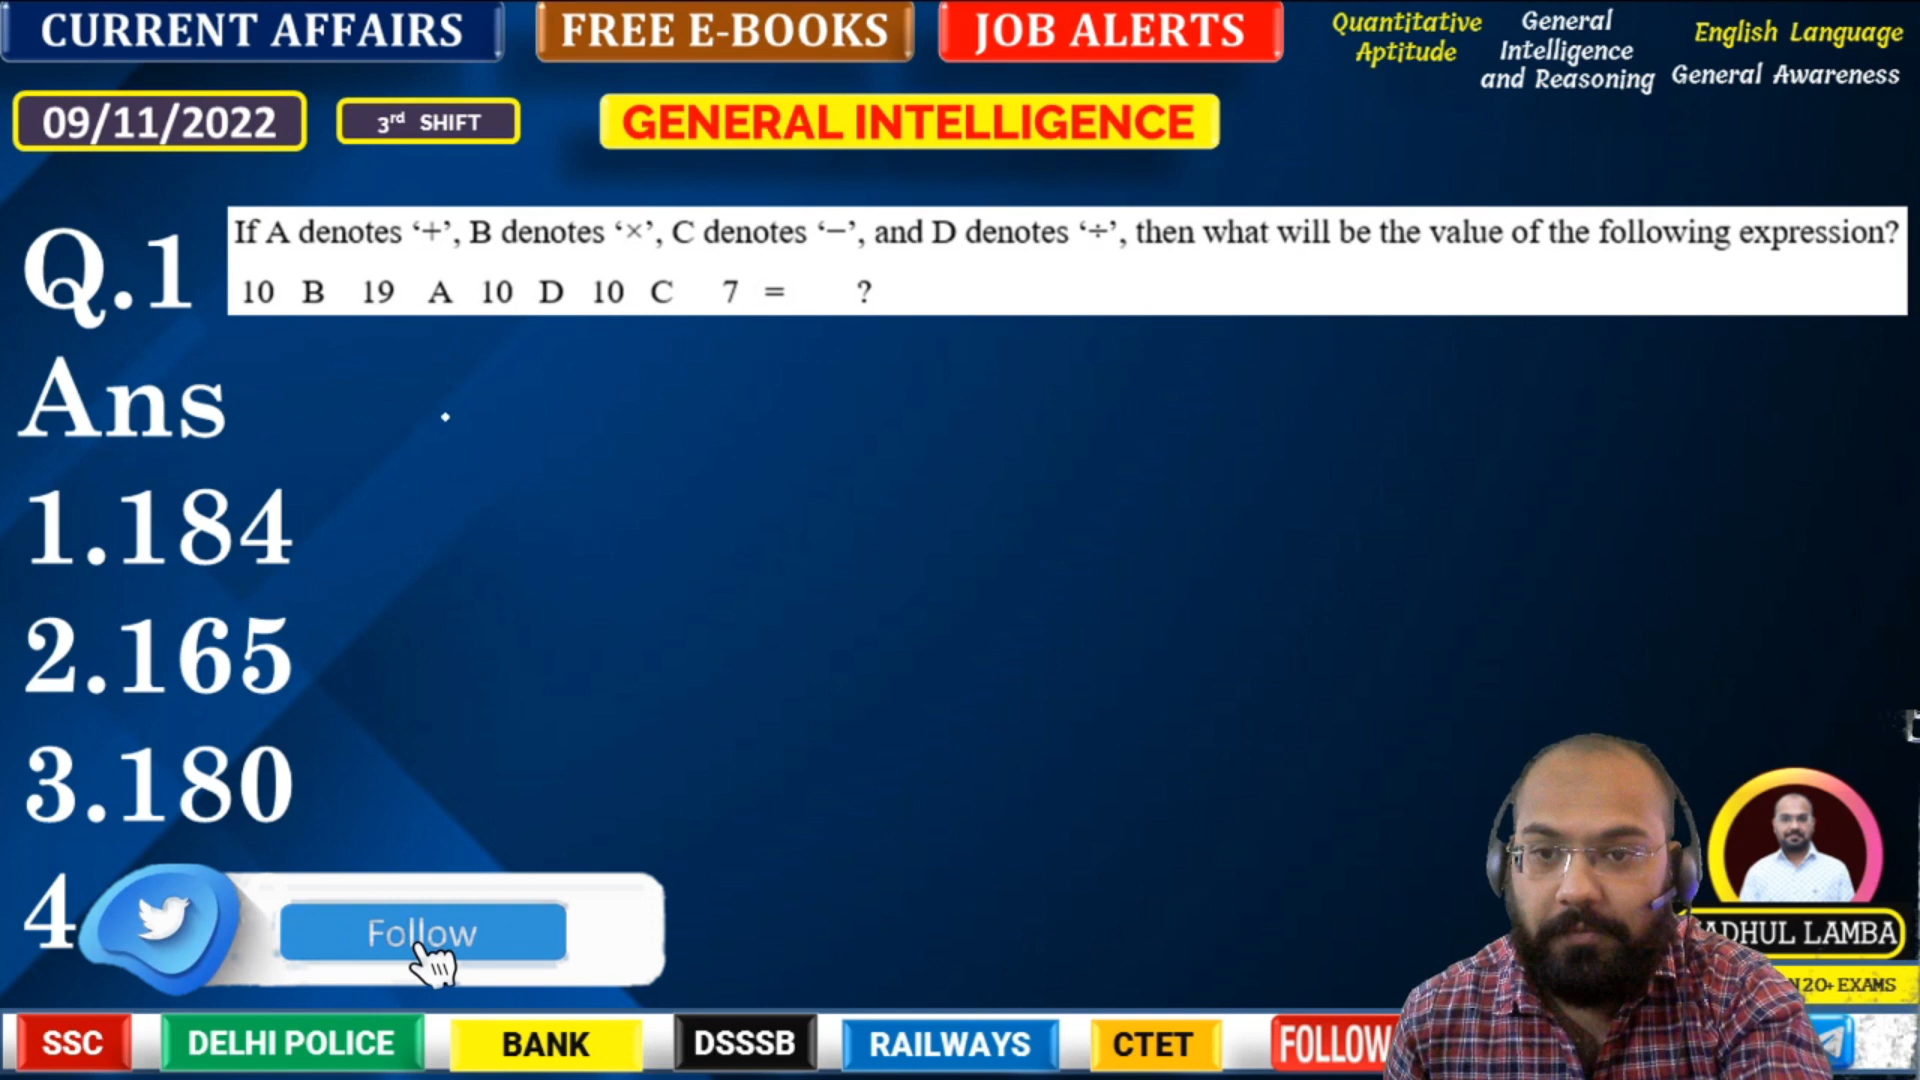 CURRENT AFFAIRS
FREE E-BOOKS
JOB ALERTS
Quantitative
Aptitude
General
Intelligence
and Reasoning
English Language
General Awareness
09/11/2022
3rd SHIFT
GENERAL INTELLIGENCE
Q.1
If A denotes ‘+’, B denotes ‘×’, C denotes ‘−’, and D denotes ‘÷’, then what will be the value of the following expression?
10 B 19 A 10 D 10 C 7 = ?
Ans
1.184
2.165
3.180
4
Follow
ADHUL LAMBA
N 20+ EXAMS
SSC
DELHI POLICE
BANK
DSSSB
RAILWAYS
CTET
FOLLOW